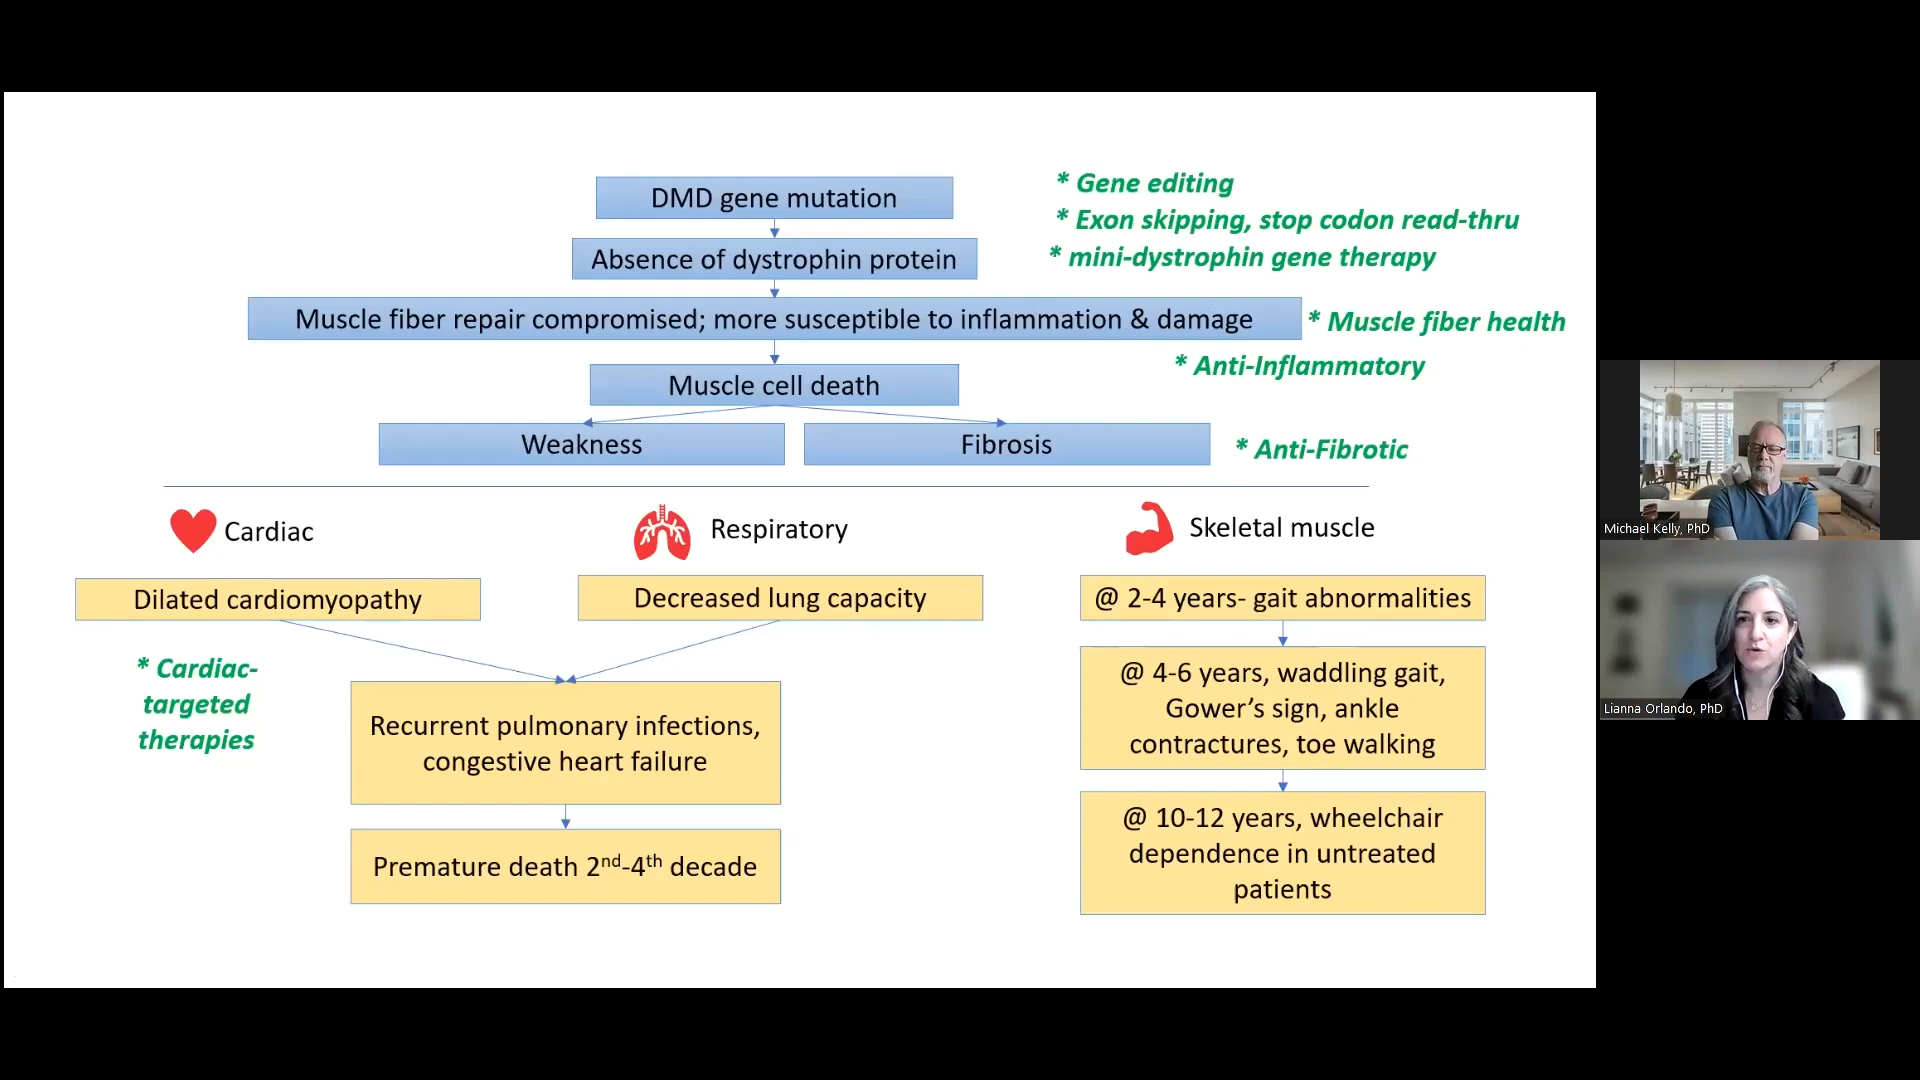 DMD gene mutation
* Gene editing
* Exon skipping, stop codon read-thru
Absence of dystrophin protein
* mini-dystrophin gene therapy
Muscle fiber repair compromised; more susceptible to inflammation & damage
* Muscle fiber health
* Anti-Inflammatory
Muscle cell death
Weakness
Fibrosis
* Anti-Fibrotic
Cardiac
Respiratory
Skeletal muscle
Dilated cardiomyopathy
Decreased lung capacity
@ 2-4 years- gait abnormalities
* Cardiac-
targeted
therapies
@ 4-6 years, waddling gait,
Gower’s sign, ankle
contractures, toe walking
Recurrent pulmonary infections,
congestive heart failure
@ 10-12 years, wheelchair
dependence in untreated
patients
Premature death 2nd-4th decade
Michael Kelly, PhD
Lianna Orlando, PhD